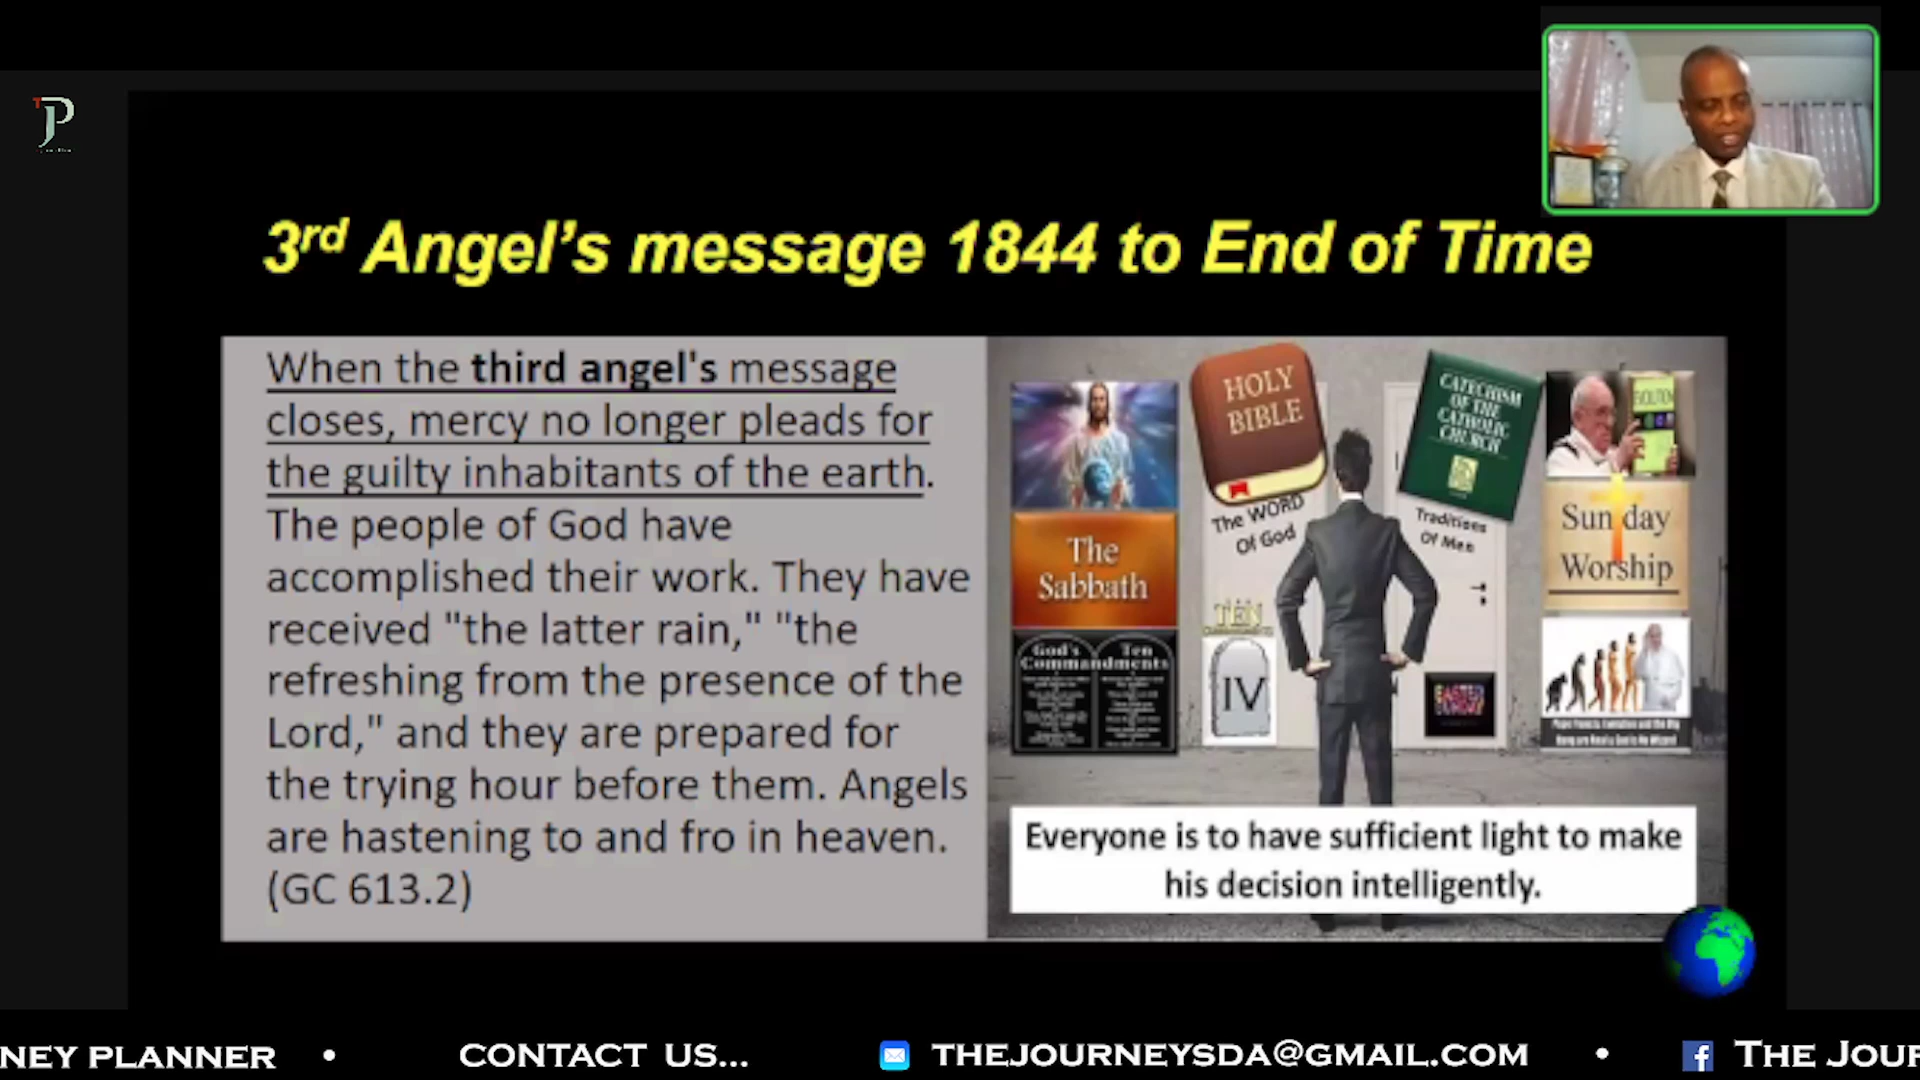 3rd Angel's message 1844 to End of Time
When the third angel's message
closes, mercy no longer pleads for
the guilty inhabitants of the earth.
The people of God have
accomplished their work. They have
received "the latter rain," "the
refreshing from the presence of the
Lord," and they are prepared for
the trying hour before them. Angels
are hastening to and fro in heaven.
(GC 613.2)
HOLY
BIBLE
The WORD
Of God
CATECHISM
OF THE
CATHOLIC
CHURCH
Traditions
Of Men
EVOLUTION
The
Sabbath
Sunday
Worship
God's Ten
Commandments
TEN
IV
EASTER
SUNDAY
Everyone is to have sufficient light to make
his decision intelligently.
NEY PLANNER • CONTACT US... THEJOURNEYSDA@GMAIL.COM • THE JOUR